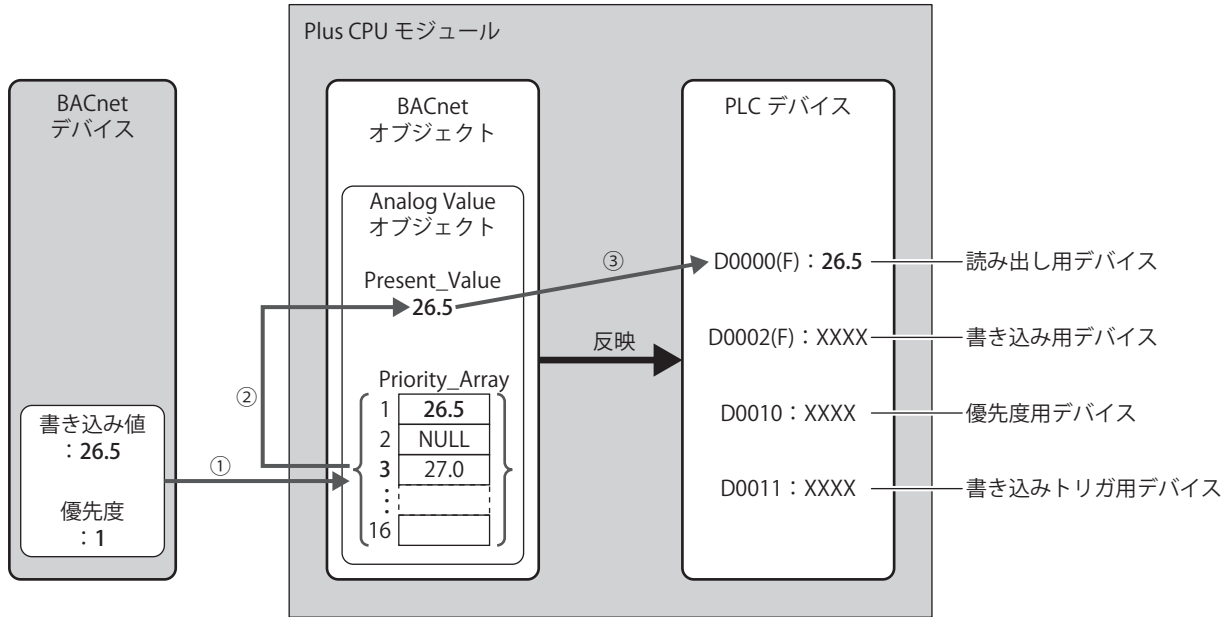 Plus CPU モジュール
BACnet
デバイス
書き込み値
：26.5
優先度
：1
①
②
BACnet
オブジェクト
Analog Value
オブジェクト
Present_Value
26.5
Priority_Array
1 26.5
2 NULL
3 27.0
⋮
16
③
反映
PLC デバイス
D0000(F)：26.5 読み出し用デバイス
D0002(F)：XXXX 書き込み用デバイス
D0010：XXXX 優先度用デバイス
D0011：XXXX 書き込みトリガ用デバイス